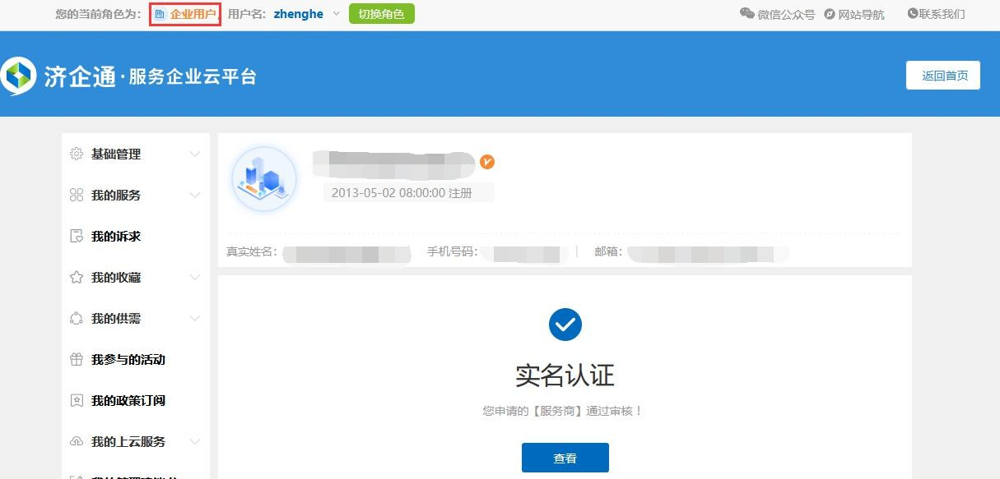 您的当前角色为： 企业用户 用户名：zhenghe 切换角色 微信公众号 网站导航 联系我们
济企通·服务企业云平台 返回首页
基础管理
我的服务
我的诉求
我的收藏
我的供需
我参与的活动
我的政策订阅
我的上云服务
2013-05-02 08:00:00 注册
真实姓名： 手机号码： 邮箱：
实名认证
您申请的【服务商】通过审核！
查看